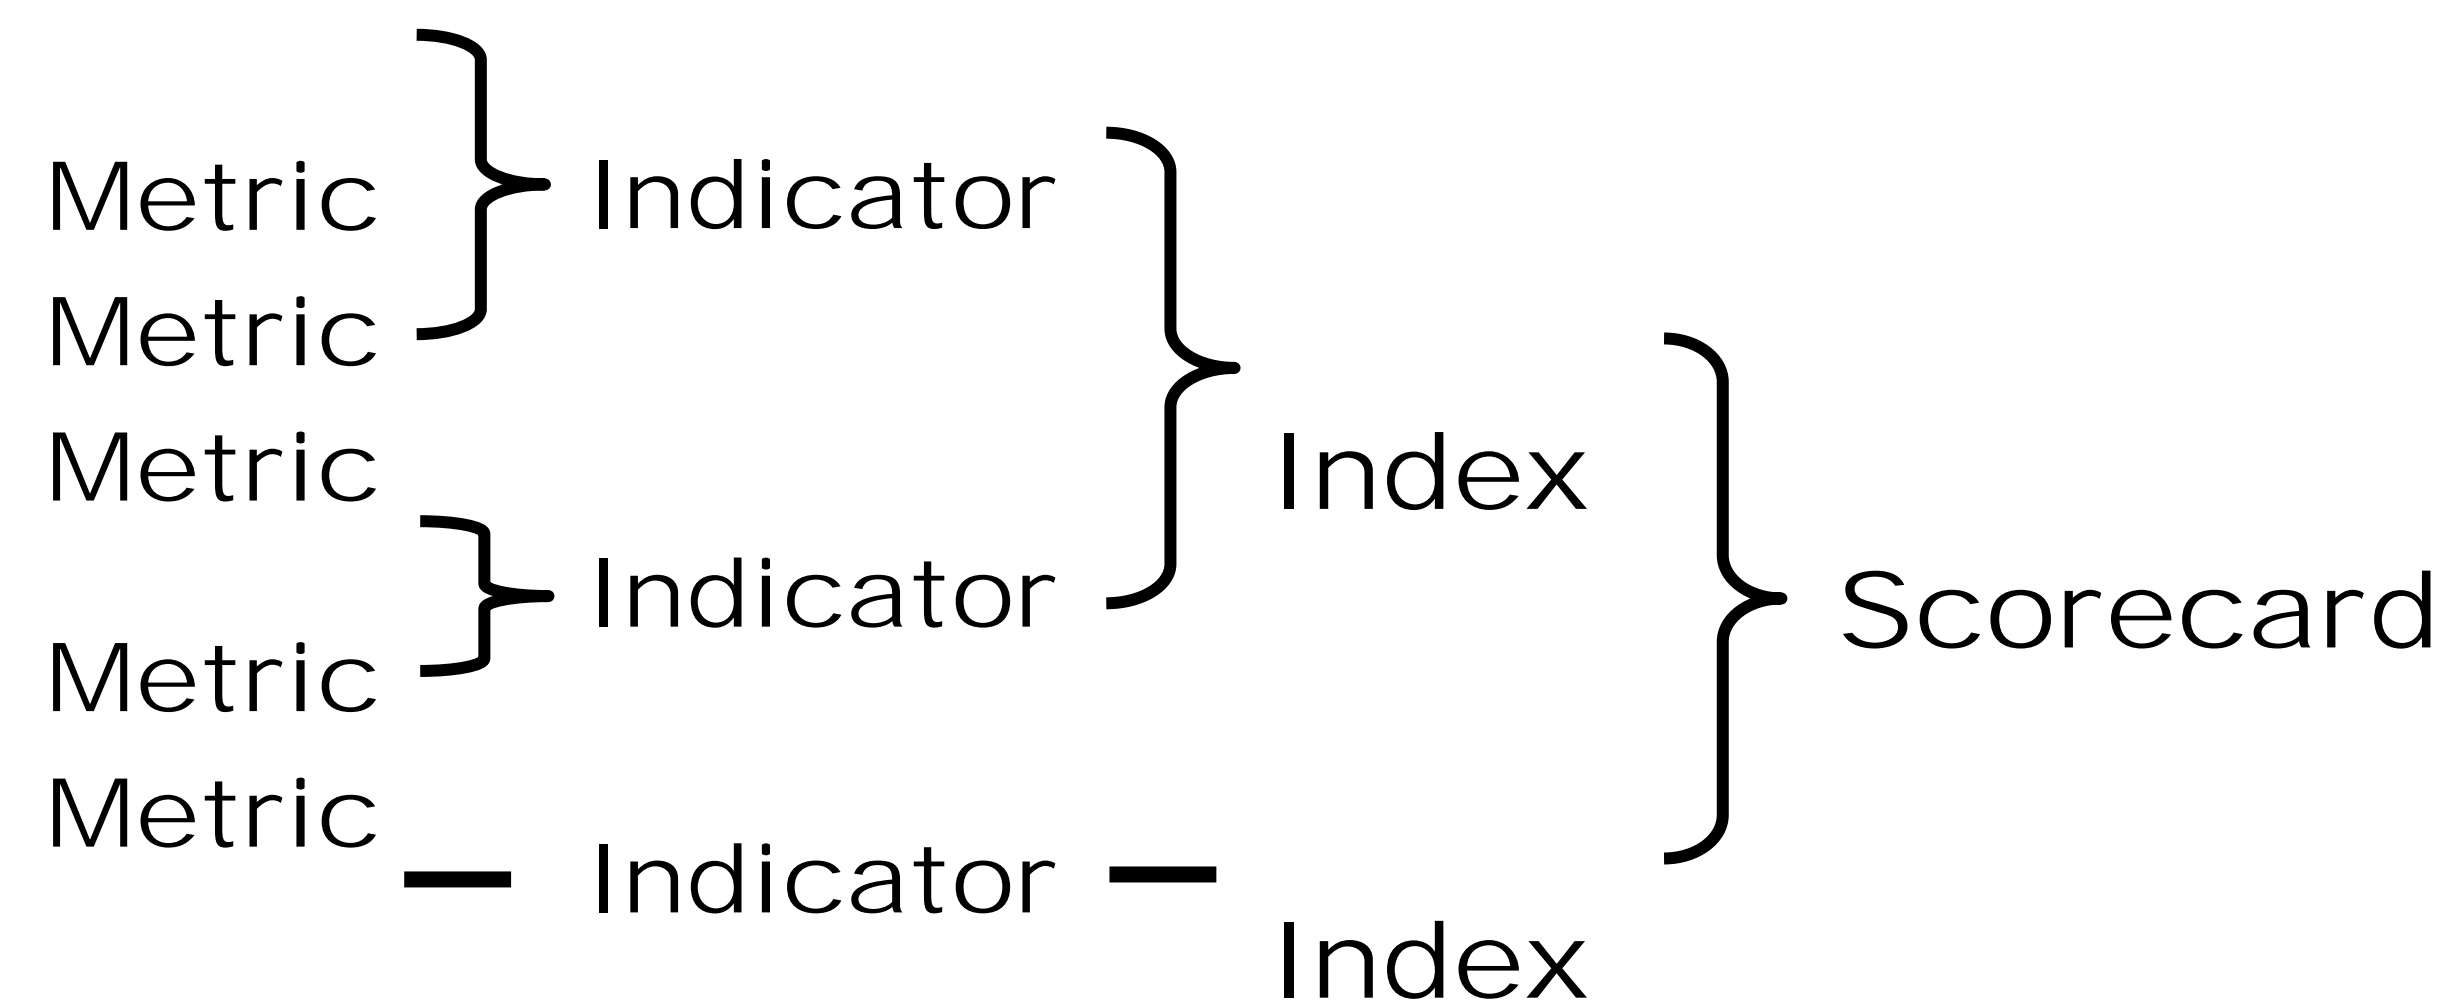 Metric
Metric
Metric
Metric
Metric
Indicator
Indicator
Indicator
Index
Index
Scorecard